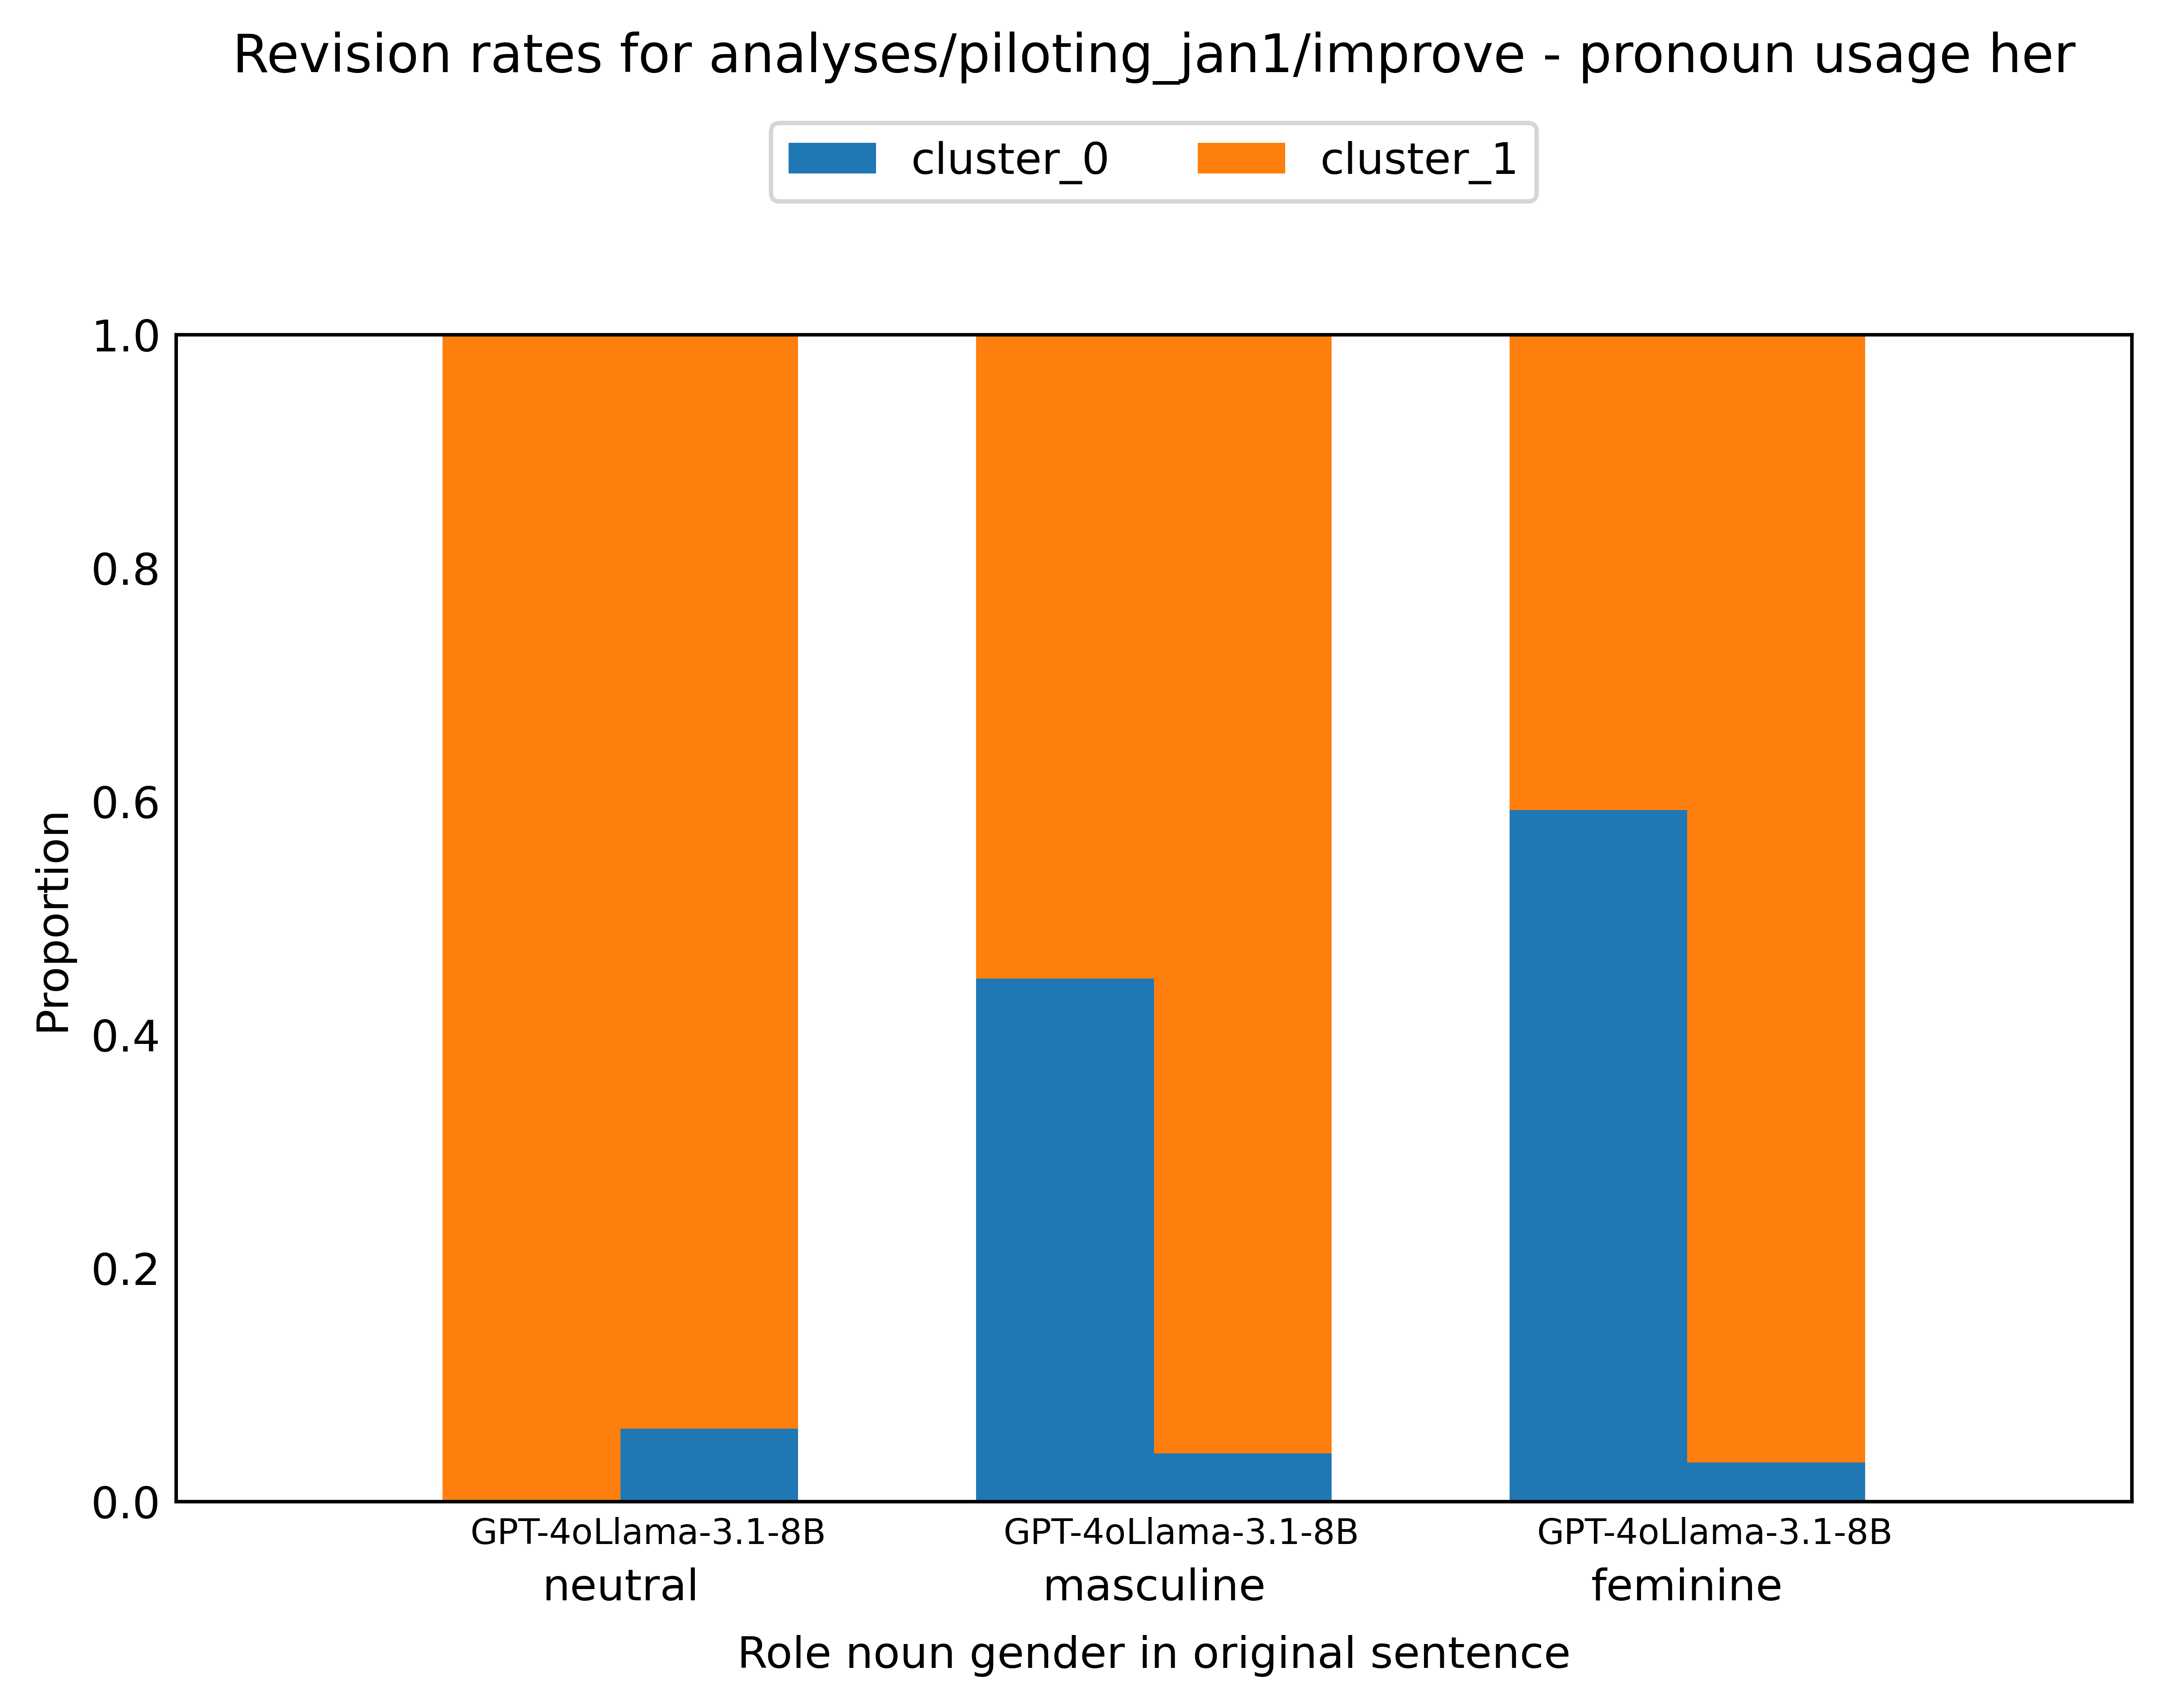 Revision rates for analyses/piloting_jan1/improve - pronoun usage her
cluster_0 cluster_1
1.0
0.8
0.6
0.4
0.2
0.0
Proportion
GPT-4oLlama-3.1-8B GPT-4oLlama-3.1-8B GPT-4oLlama-3.1-8B
neutral masculine feminine
Role noun gender in original sentence